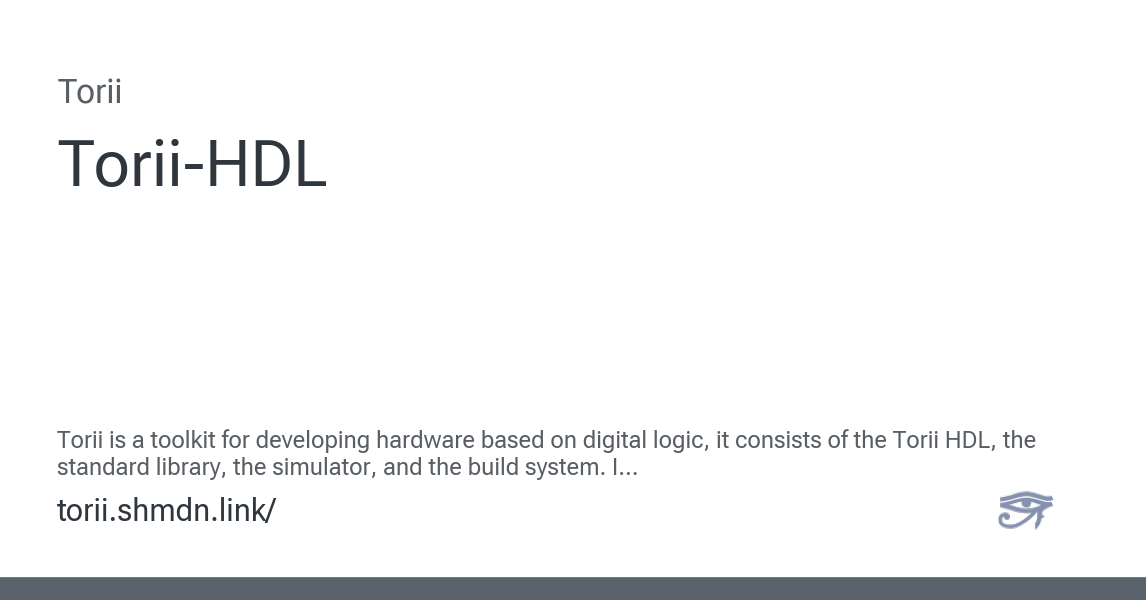 Torii
Torii-HDL
Torii is a toolkit for developing hardware based on digital logic, it consists of the Torii HDL, the
standard library, the simulator, and the build system. I...
torii.shmdn.link/